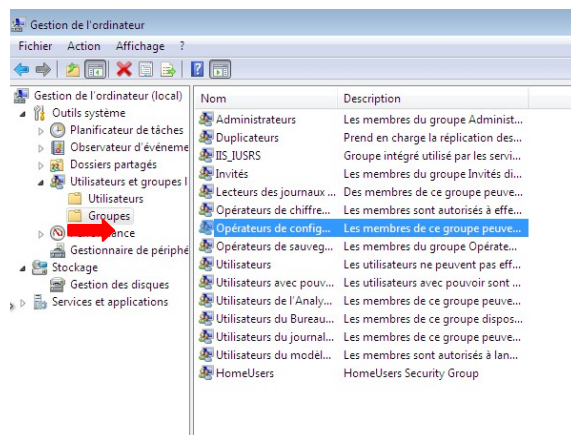 Gestion de l'ordinateur
Fichier Action Affichage ?
Gestion de l'ordinateur (local)
Outils système
Planificateur de tâches
Observateur d'événeme
Dossiers partagés
Utilisateurs et groupes l
Utilisateurs
Groupes
ance
Gestionnaire de périphé
Stockage
Gestion des disques
Services et applications
Nom Description
Administrateurs Les membres du groupe Administ...
Duplicateurs Prend en charge la réplication des...
IIS_IUSRS Groupe intégré utilisé par les servi...
Invités Les membres du groupe Invités di...
Lecteurs des journaux ... Des membres de ce groupe peuve...
Opérateurs de chiffre... Les membres sont autorisés à effe...
Opérateurs de config... Les membres de ce groupe peuve...
Opérateurs de sauveg... Les membres du groupe Opérate...
Utilisateurs Les utilisateurs ne peuvent pas eff...
Utilisateurs avec pouv... Les utilisateurs avec pouvoir sont ...
Utilisateurs de l'Analy... Les membres de ce groupe peuve...
Utilisateurs du Bureau... Les membres de ce groupe dispos...
Utilisateurs du journal... Les membres de ce groupe peuve...
Utilisateurs du modèl... Les membres sont autorisés à lan...
HomeUsers HomeUsers Security Group